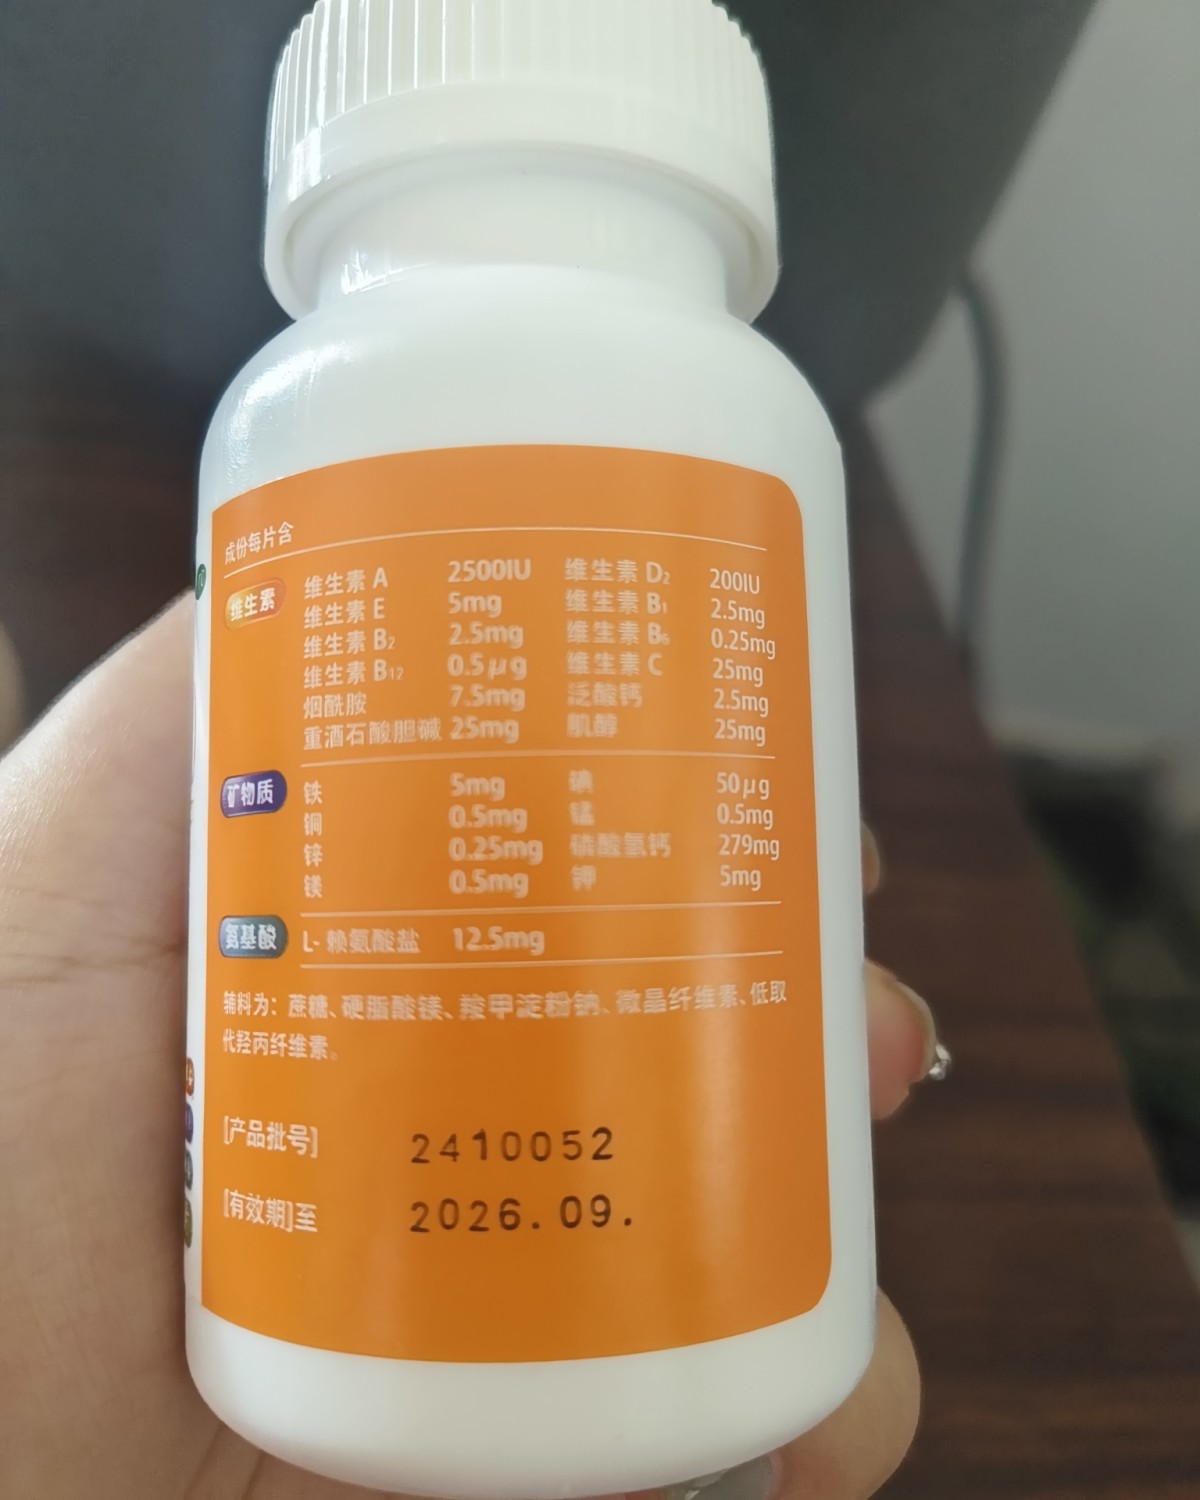 成份每片含
维生素
维生素 A 2500IU 维生素 D₂ 200IU
维生素 E 5mg 维生素 B₁ 2.5mg
维生素 B₂ 2.5mg 维生素 B₆ 0.25mg
维生素 B₁₂ 0.5μg 维生素 C 25mg
烟酰胺 7.5mg 泛酸钙 2.5mg
重酒石酸胆碱 25mg 肌醇 25mg
矿物质
铁 5mg 碘 50μg
铜 0.5mg 锰 0.5mg
锌 0.25mg 磷酸氢钙 279mg
镁 0.5mg 钾 5mg
氨基酸
L- 赖氨酸盐 12.5mg
辅料为：蔗糖、硬脂酸镁、羧甲淀粉钠、微晶纤维素、低取
代羟丙纤维素。
[产品批号] 2410052
[有效期]至 2026.09.